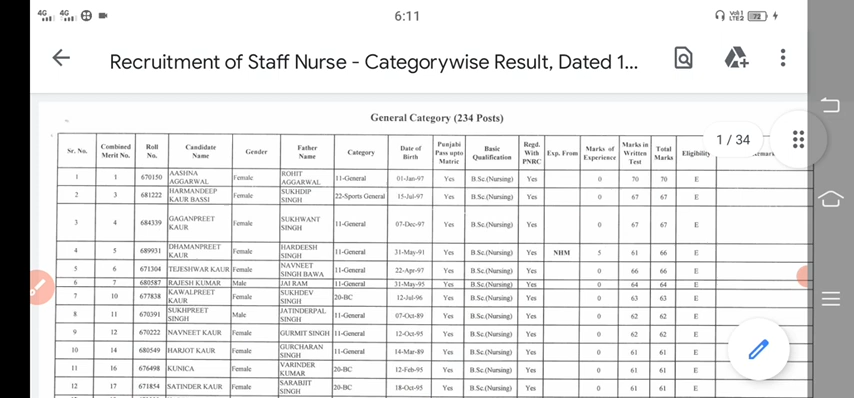 4G 4G 6:11 Vo))1 LTE2 72
Recruitment of Staff Nurse - Categorywise Result, Dated 1...
General Category (234 Posts)
1 / 34
Sr. No. Combined Merit No. Roll No. Candidate Name Gender Father Name Category Date of Birth Punjabi Pass upto Matric Basic Qualification Regd. With PNRC Exp. From Marks of Experience Marks in Written Test Total Marks Eligibility
1 1 670150 AASHNA AGGARWAL Female ROHIT AGGARWAL 11-General 01-Jan-97 Yes B.Sc.(Nursing) Yes 0 70 70 E
2 3 681222 HARMANDEEP KAUR BASSI Female SUKHDIP SINGH 22-Sports General 15-Jul-97 Yes B.Sc.(Nursing) Yes 0 67 67 E
3 4 684339 GAGANPREET KAUR Female SUKHWANT SINGH 11-General 07-Dec-97 Yes B.Sc.(Nursing) Yes 0 67 67 E
4 5 689931 DHAMANPREET KAUR Female HARDEESH SINGH 11-General 31-May-91 Yes B.Sc.(Nursing) Yes NHM 5 61 66 E
5 6 671304 TEJESHWAR KAUR Female NAVNEET SINGH BAWA 11-General 22-Apr-97 Yes B.Sc.(Nursing) Yes 0 66 66 E
6 7 680587 RAJESH KUMAR Male JAI RAM 11-General 31-May-95 Yes B.Sc.(Nursing) Yes 0 64 64 E
7 10 677838 KAWALPREET KAUR Female SUKHDEV SINGH 20-BC 12-Jul-96 Yes B.Sc.(Nursing) Yes 0 63 63 E
8 11 670391 SUKHPREET SINGH Male JATINDERPAL SINGH 11-General 07-Oct-89 Yes B.Sc.(Nursing) Yes 0 62 62 E
9 12 670222 NAVNEET KAUR Female GURMIT SINGH 11-General 12-Oct-95 Yes B.Sc.(Nursing) Yes 0 62 62 E
10 14 680549 HARJOT KAUR Female GURCHARAN SINGH 11-General 14-Mar-89 Yes B.Sc.(Nursing) Yes 0 61 61 E
11 16 676498 KUNICA Female VARINDER KUMAR 20-BC 12-Feb-95 Yes B.Sc.(Nursing) Yes 0 61 61 E
12 17 671854 SATINDER KAUR Female SARABJIT SINGH 20-BC 18-Oct-95 Yes B.Sc.(Nursing) Yes 0 61 61 E